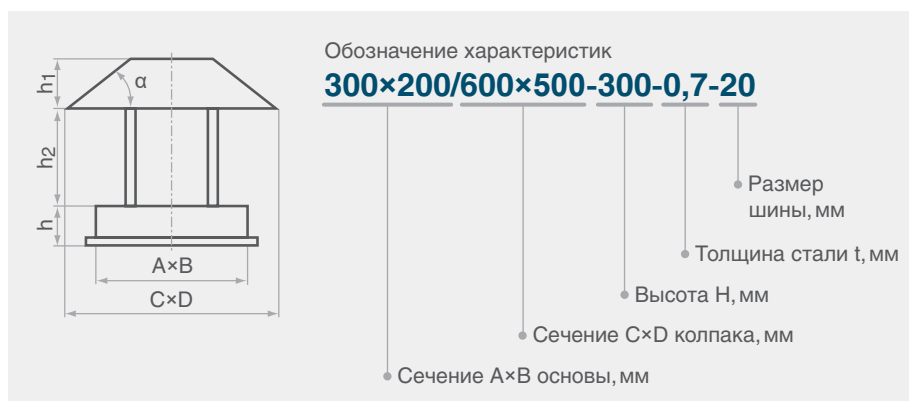 Обозначение характеристик
300×200/600×500-300-0,7-20
h1
α
h2
h
A×B
C×D
Размер
шины, мм
Толщина стали t, мм
Высота H, мм
Сечение C×D колпака, мм
Сечение A×B основы, мм